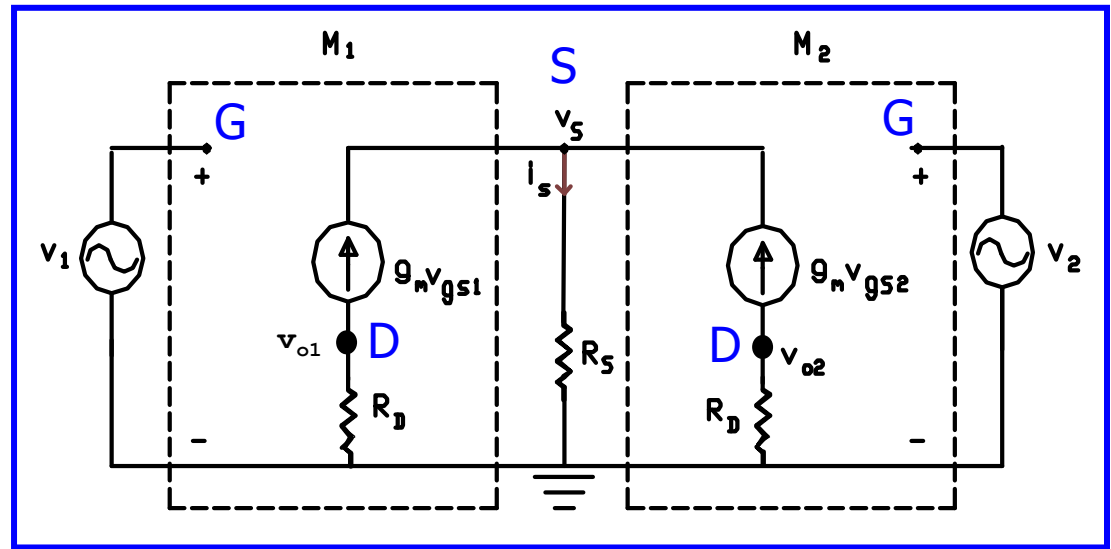 M1
S
M2
G
vs
G
+
is
+
v1
gmvgs1
gmvgs2
v2
vo1
D
RS
D
vo2
RD
RD
-
-